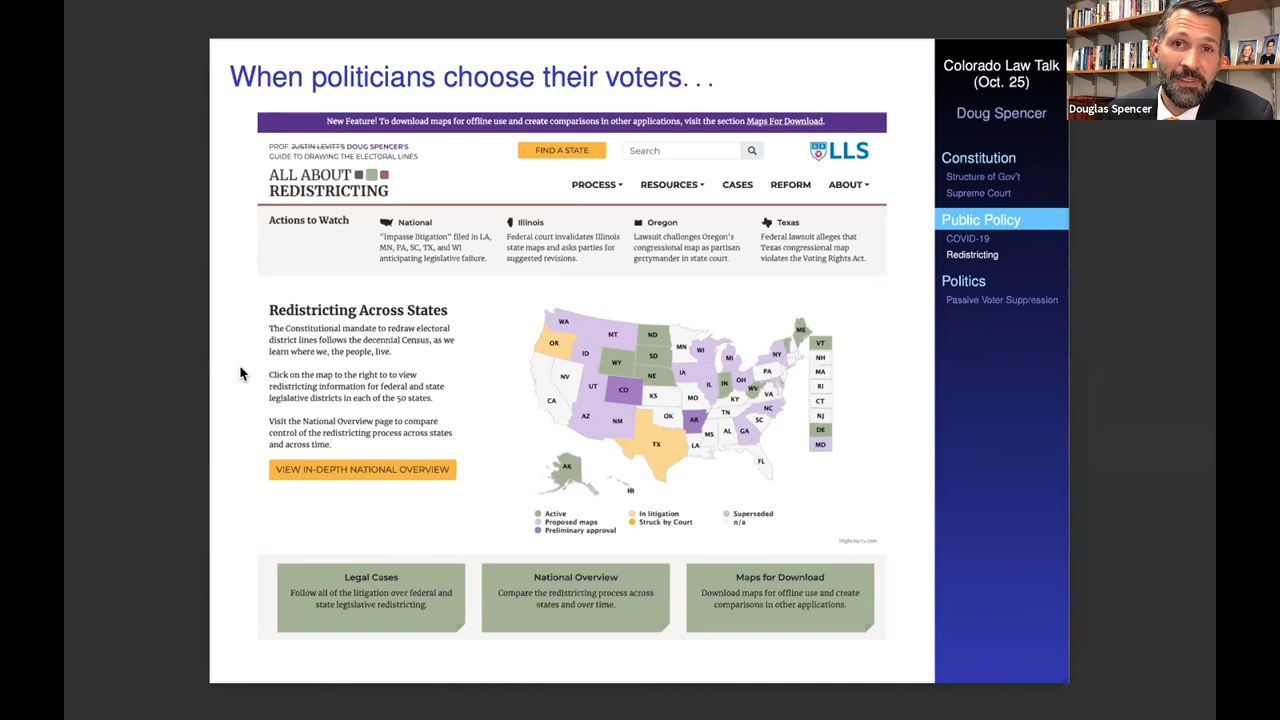 When politicians choose their voters. . .
New Feature! To download maps for offline use and create comparisons in other applications, visit the section Maps For Download.
PROF. JUSTIN LEVITT'S DOUG SPENCER'S
GUIDE TO DRAWING THE ELECTORAL LINES
ALL ABOUT
REDISTRICTING
FIND A STATE
Search
LLS
PROCESS
RESOURCES
CASES
REFORM
ABOUT
Actions to Watch
National
"Impasse litigation" filed in LA,
MN, PA, SC, TX, and WI
anticipating legislative failure.
Illinois
Federal court invalidates Illinois
state maps and asks parties for
suggested revisions.
Oregon
Lawsuit challenges Oregon's
congressional map as partisan
gerrymander in state court.
Texas
Federal lawsuit alleges that
Texas congressional map
violates the Voting Rights Act.
Redistricting Across States
The Constitutional mandate to redraw electoral
district lines follows the decennial Census, as we
learn where we, the people, live.
Click on the map to the right to to view
redistricting information for federal and state
legislative districts in each of the 50 states.
Visit the National Overview page to compare
control of the redistricting process across states
and across time.
VIEW IN-DEPTH NATIONAL OVERVIEW
WA
MT
ND
MN
ME
OR
ID
WY
SD
WI
MI
NY
VT
NH
NV
UT
CO
NE
IA
IL
IN
OH
PA
MA
RI
CA
AZ
NM
KS
MO
KY
WV
VA
CT
NJ
OK
AR
TN
NC
SC
DE
MD
TX
LA
MS
AL
GA
FL
AK
HI
Active
Proposed maps
Preliminary approval
In litigation
Struck by Court
Superseded
n/a
Highcharts.com
Legal Cases
Follow all of the litigation over federal and
state legislative redistricting.
National Overview
Compare the redistricting process across
states and over time.
Maps for Download
Download maps for offline use and create
comparisons in other applications.
Colorado Law Talk
(Oct. 25)
Doug Spencer
Constitution
Structure of Gov't
Supreme Court
Public Policy
COVID-19
Redistricting
Politics
Passive Voter Suppression
Douglas Spencer